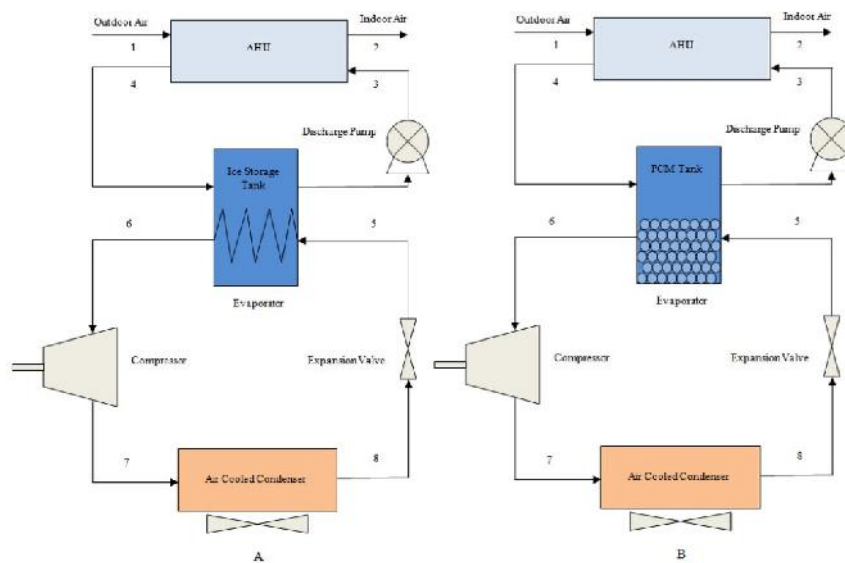 Outdoor Air
Indoor Air
1
2
AHU
4
3
Discharge Pump
Ice Storage
Tank
6
5
Evaporator
Compressor
Expansion Valve
7
8
Air Cooled Condenser
A
Outdoor Air
Indoor Air
1
2
AHU
4
3
Discharge Pump
PCM Tank
6
5
Evaporator
Compressor
Expansion Valve
7
8
Air Cooled Condenser
B